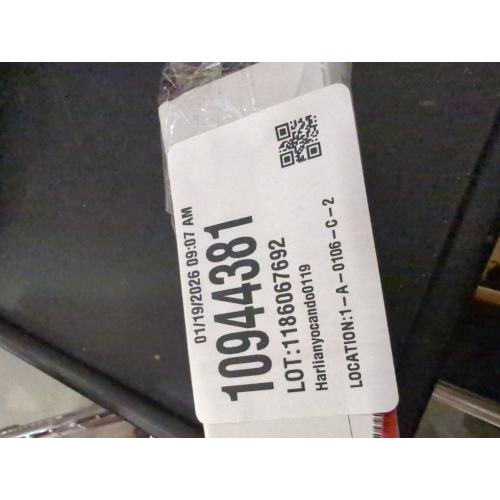 01/19/2026 09:07 AM
10944381
LOT:1186067692
Harlianyocando0119
LOCATION:1-A-0106-C-2